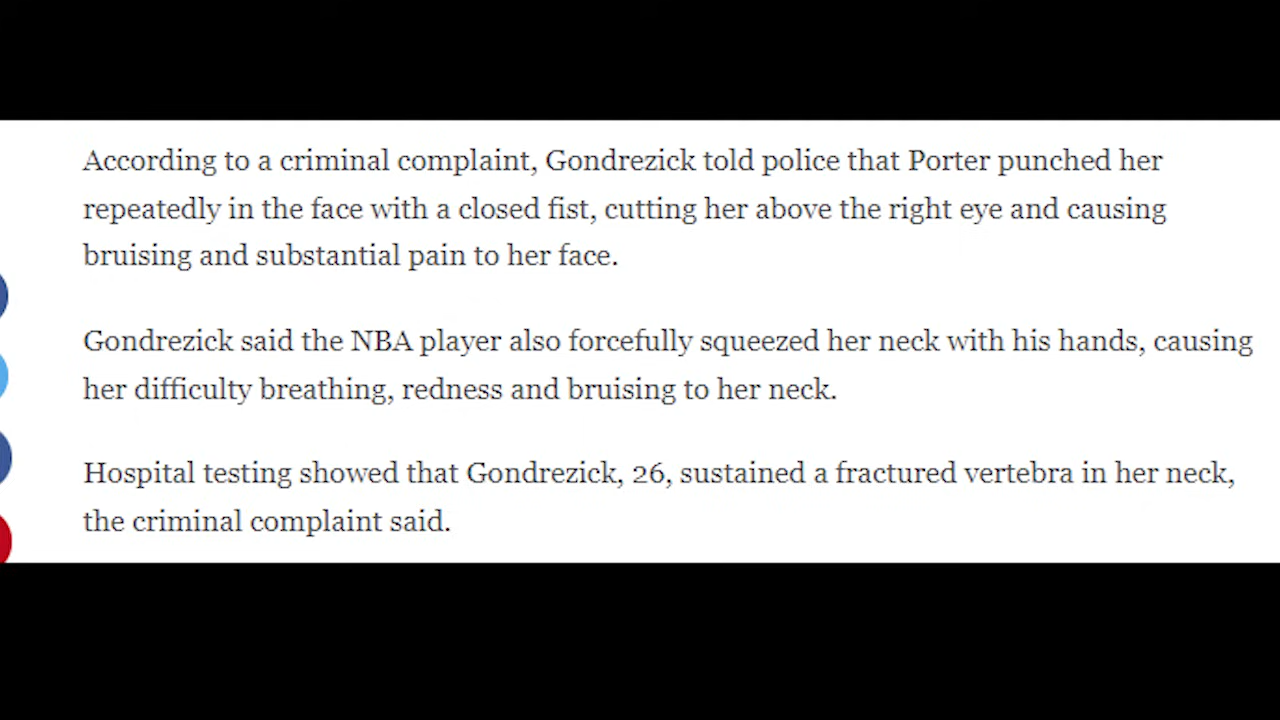 According to a criminal complaint, Gondrezick told police that Porter punched her
repeatedly in the face with a closed fist, cutting her above the right eye and causing
bruising and substantial pain to her face.
Gondrezick said the NBA player also forcefully squeezed her neck with his hands, causing
her difficulty breathing, redness and bruising to her neck.
Hospital testing showed that Gondrezick, 26, sustained a fractured vertebra in her neck,
the criminal complaint said.